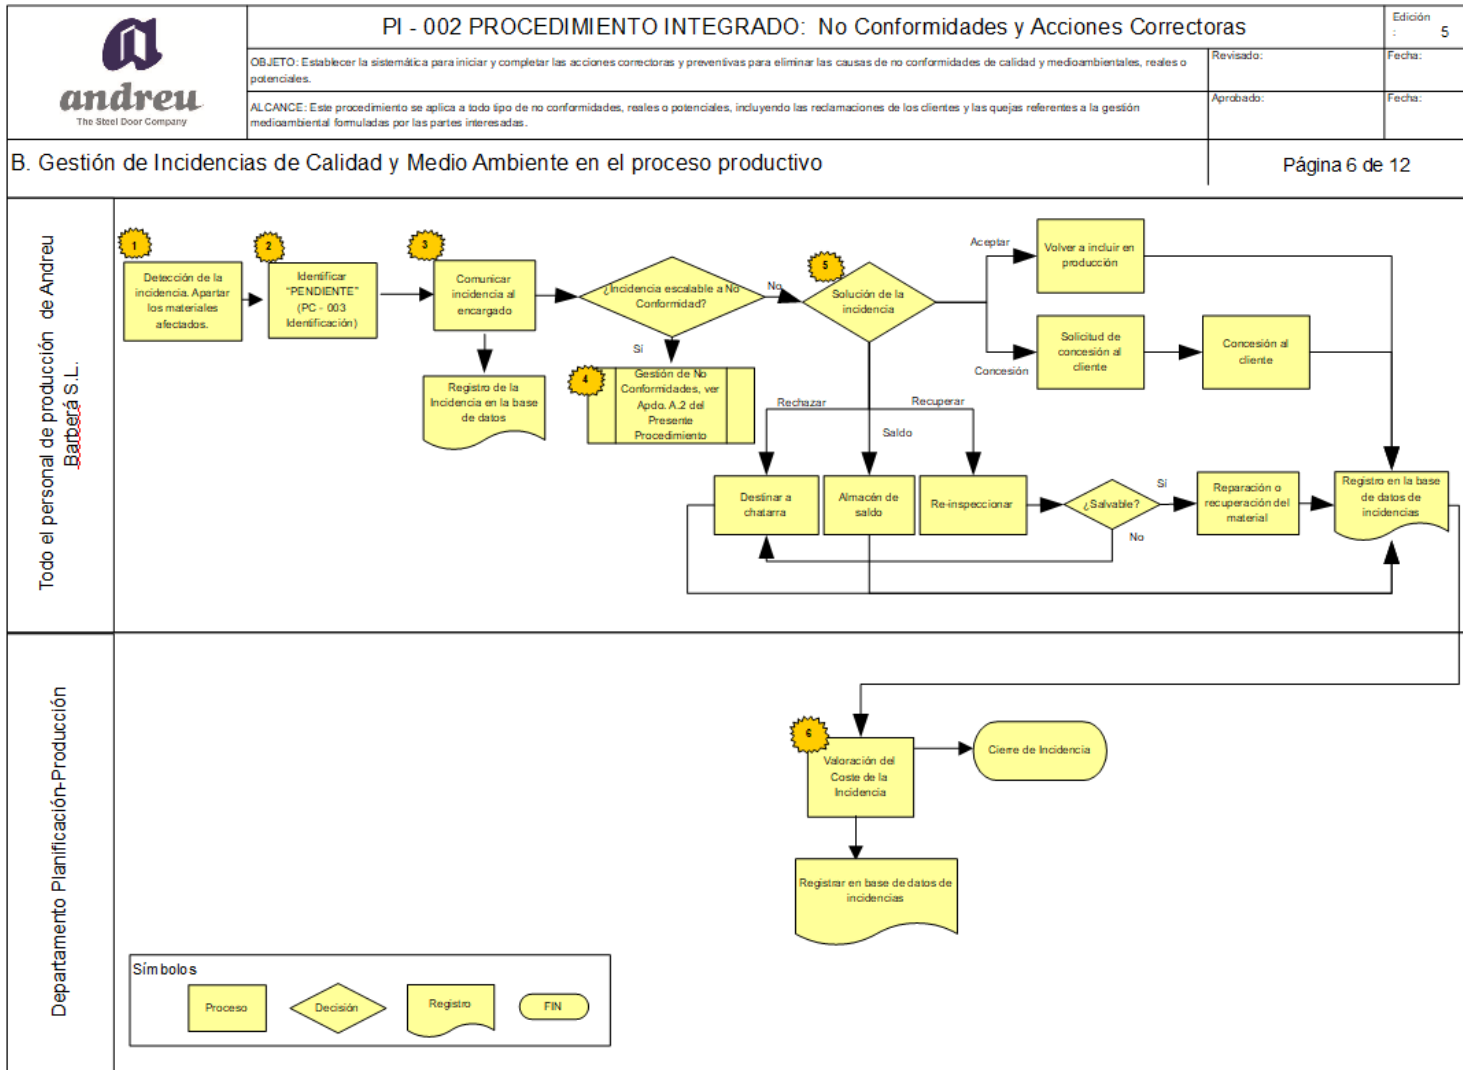 andreu
The Steel Door Company
PI - 002 PROCEDIMIENTO INTEGRADO: No Conformidades y Acciones Correctoras
Edición
: 5
OBJETO: Establecer la sistemática para iniciar y completar las acciones correctoras y preventivas para eliminar las causas de no conformidades de calidad y medioambientales, reales o
potenciales.
Revisado:
Fecha:
ALCANCE: Este procedimiento se aplica a todo tipo de no conformidades, reales o potenciales, incluyendo las reclamaciones de los clientes y las quejas referentes a la gestión
medioambiental formuladas por las partes interesadas.
Aprobado:
Fecha:
B. Gestión de Incidencias de Calidad y Medio Ambiente en el proceso productivo
Página 6 de 12
Todo el personal de producción de Andreu
Barberá S.L.
1
Detección de la
incidencia. Apartar
los materiales
afectados.
2
Identificar
“PENDIENTE”
(PC - 003
Identificación)
3
Comunicar
incidencia al
encargado
Registro de la
Incidencia en la base
de datos
¿Incidencia escalable a No
Conformidad?
No
Sí
4
Gestión de No
Conformidades, ver
Apdo. A.2 del
Presente
Procedimiento
5
Solución de la
incidencia
Aceptar
Volver a incluir en
producción
Concesión
Solicitud de
concesión al
cliente
Concesión al
cliente
Rechazar
Saldo
Recuperar
Destinar a
chatarra
Almacén de
saldo
Re-inspeccionar
¿Salvable?
Sí
No
Reparación o
recuperación del
material
Registro en la base
de datos de
incidencias
Departamento Planificación-Producción
6
Valoración del
Coste de la
Incidencia
Cierre de Incidencia
Registrar en base de datos de
incidencias
Símbolos
Proceso
Decisión
Registro
FIN